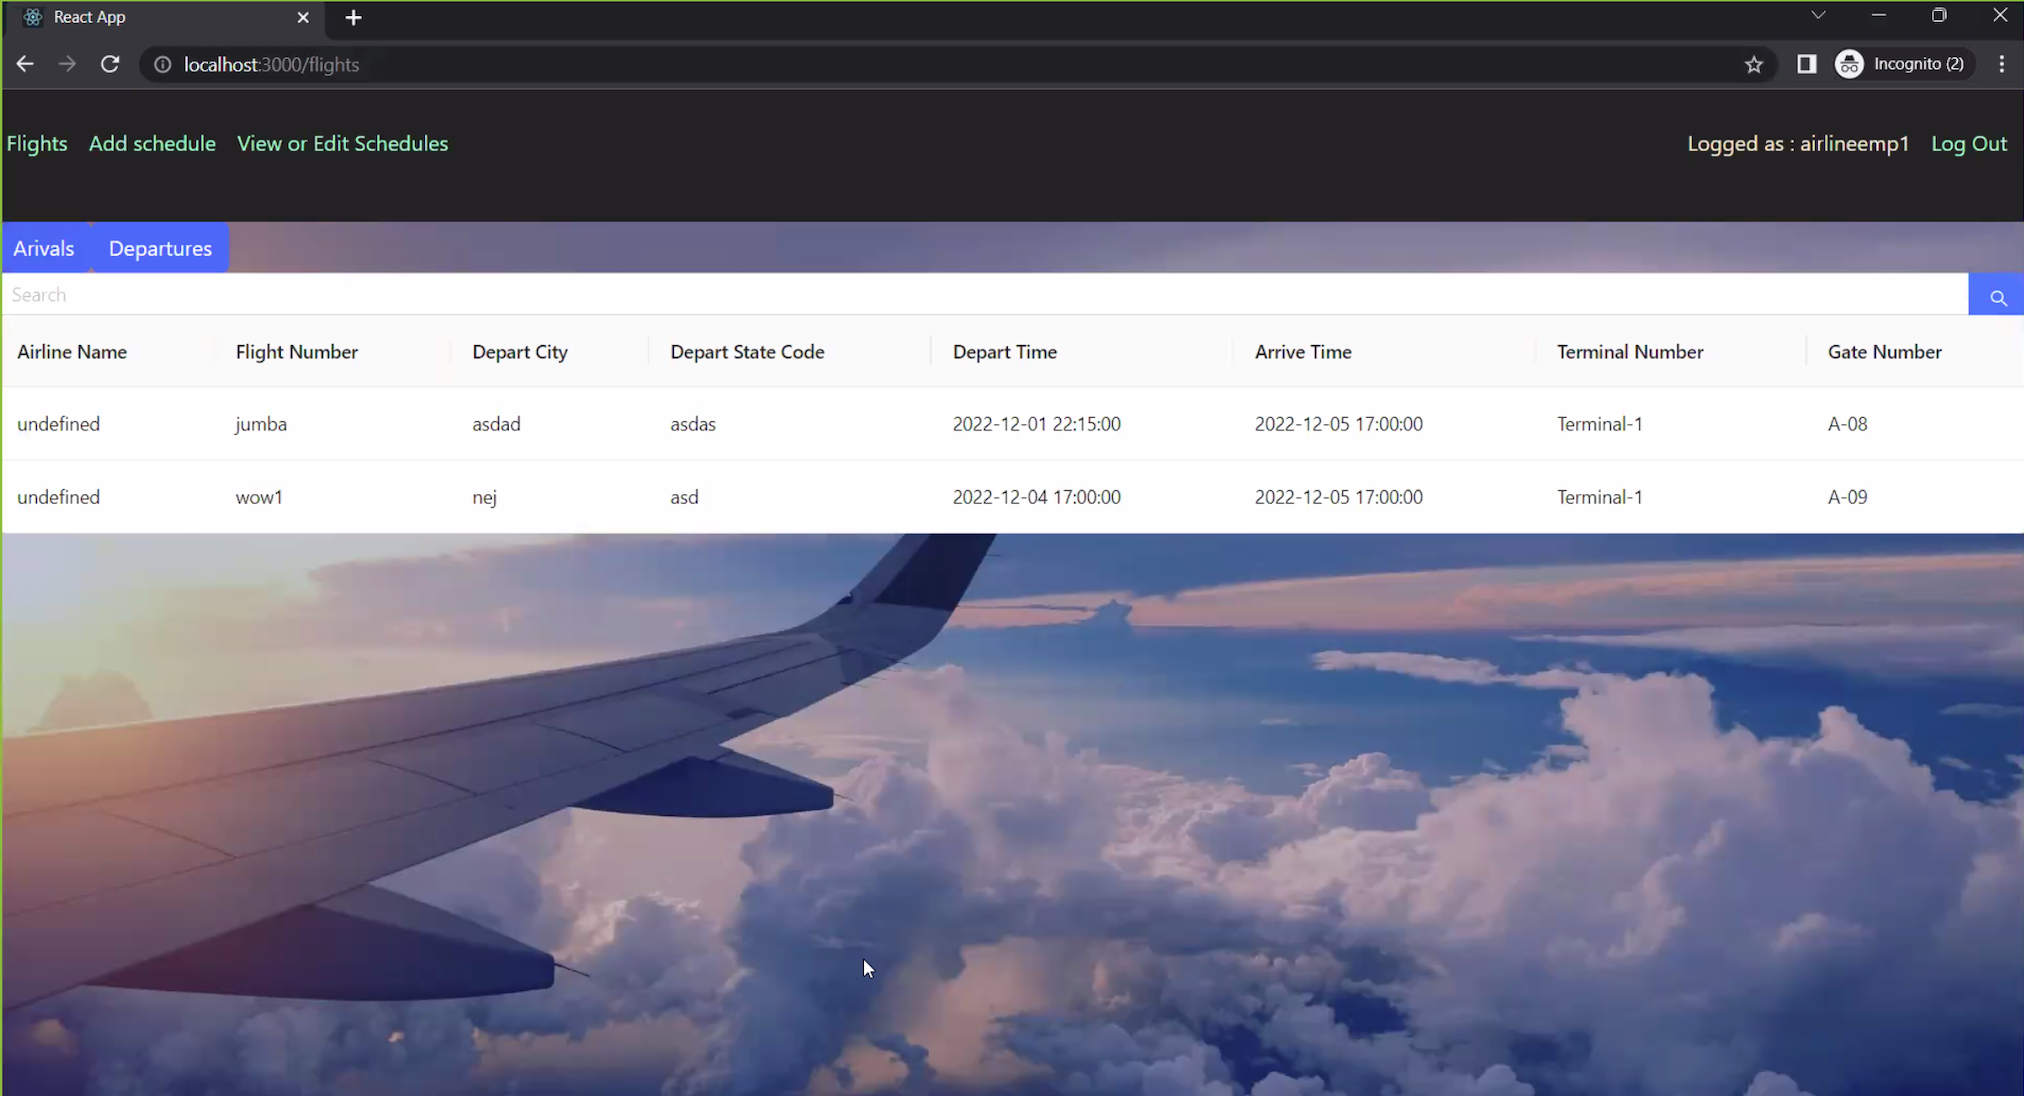 React App
localhost:3000/flights
Incognito (2)
Flights Add schedule View or Edit Schedules Logged as : airlineemp1 Log Out
Arivals Departures
Search
Airline Name Flight Number Depart City Depart State Code Depart Time Arrive Time Terminal Number Gate Number
undefined jumba asdad asdas 2022-12-01 22:15:00 2022-12-05 17:00:00 Terminal-1 A-08
undefined wow1 nej asd 2022-12-04 17:00:00 2022-12-05 17:00:00 Terminal-1 A-09